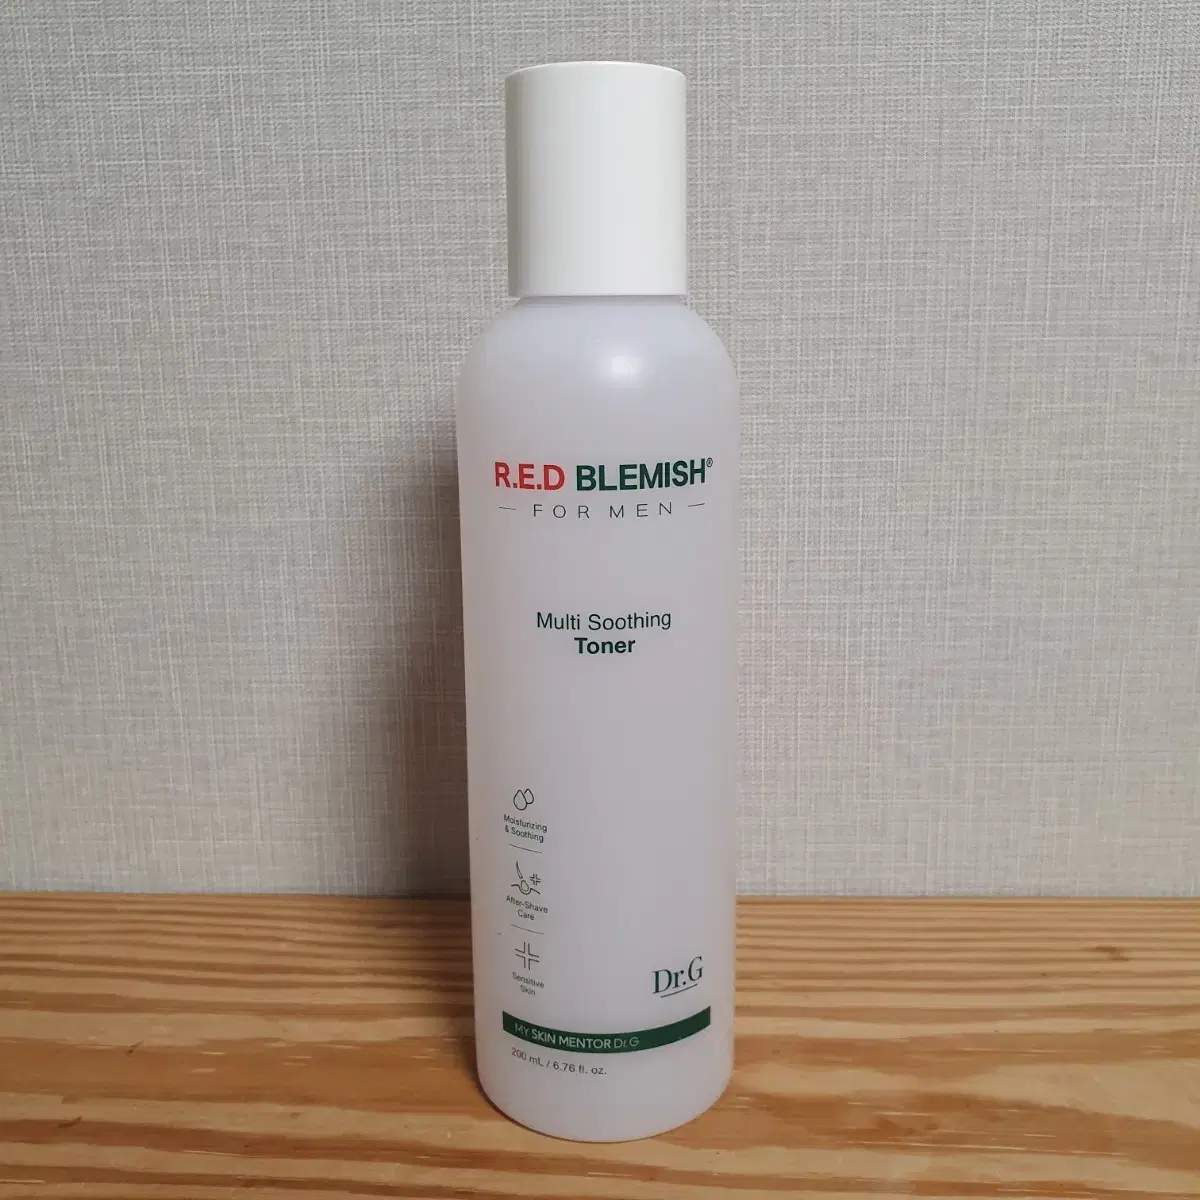 R.E.D BLEMISH®
— FOR MEN —
Multi Soothing
Toner
Moisturizing
& Soothing
After-Shave
Care
Sensitive
Skin
Dr.G
MY SKIN MENTOR Dr.G
200 mL / 6.76 fl. oz.